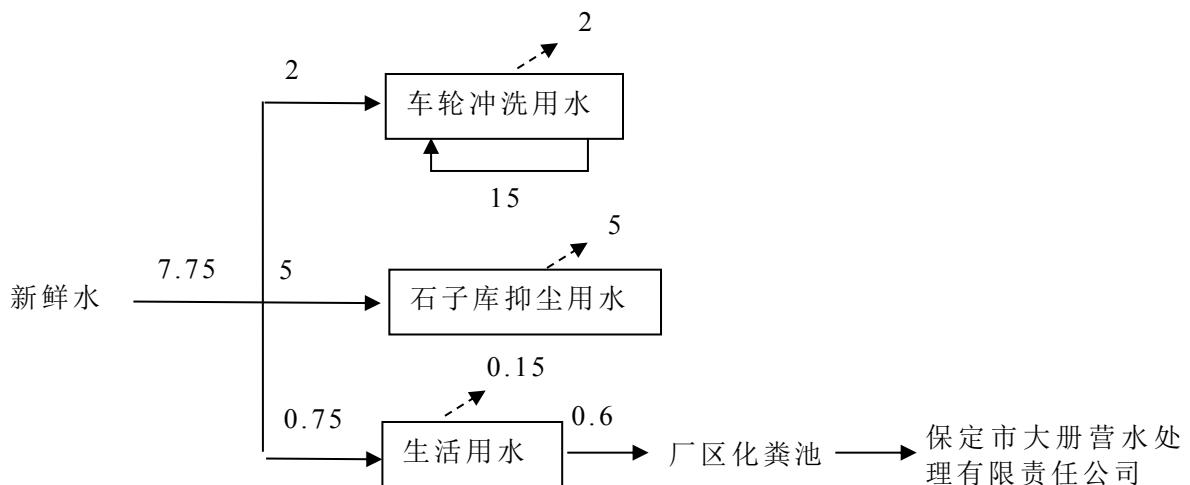 2
2
车轮冲洗用水
15
5
7.75
5
新鲜水
石子库抑尘用水
0.15
0.75
0.6
生活用水
厂区化粪池
保定市大册营水处
理有限责任公司